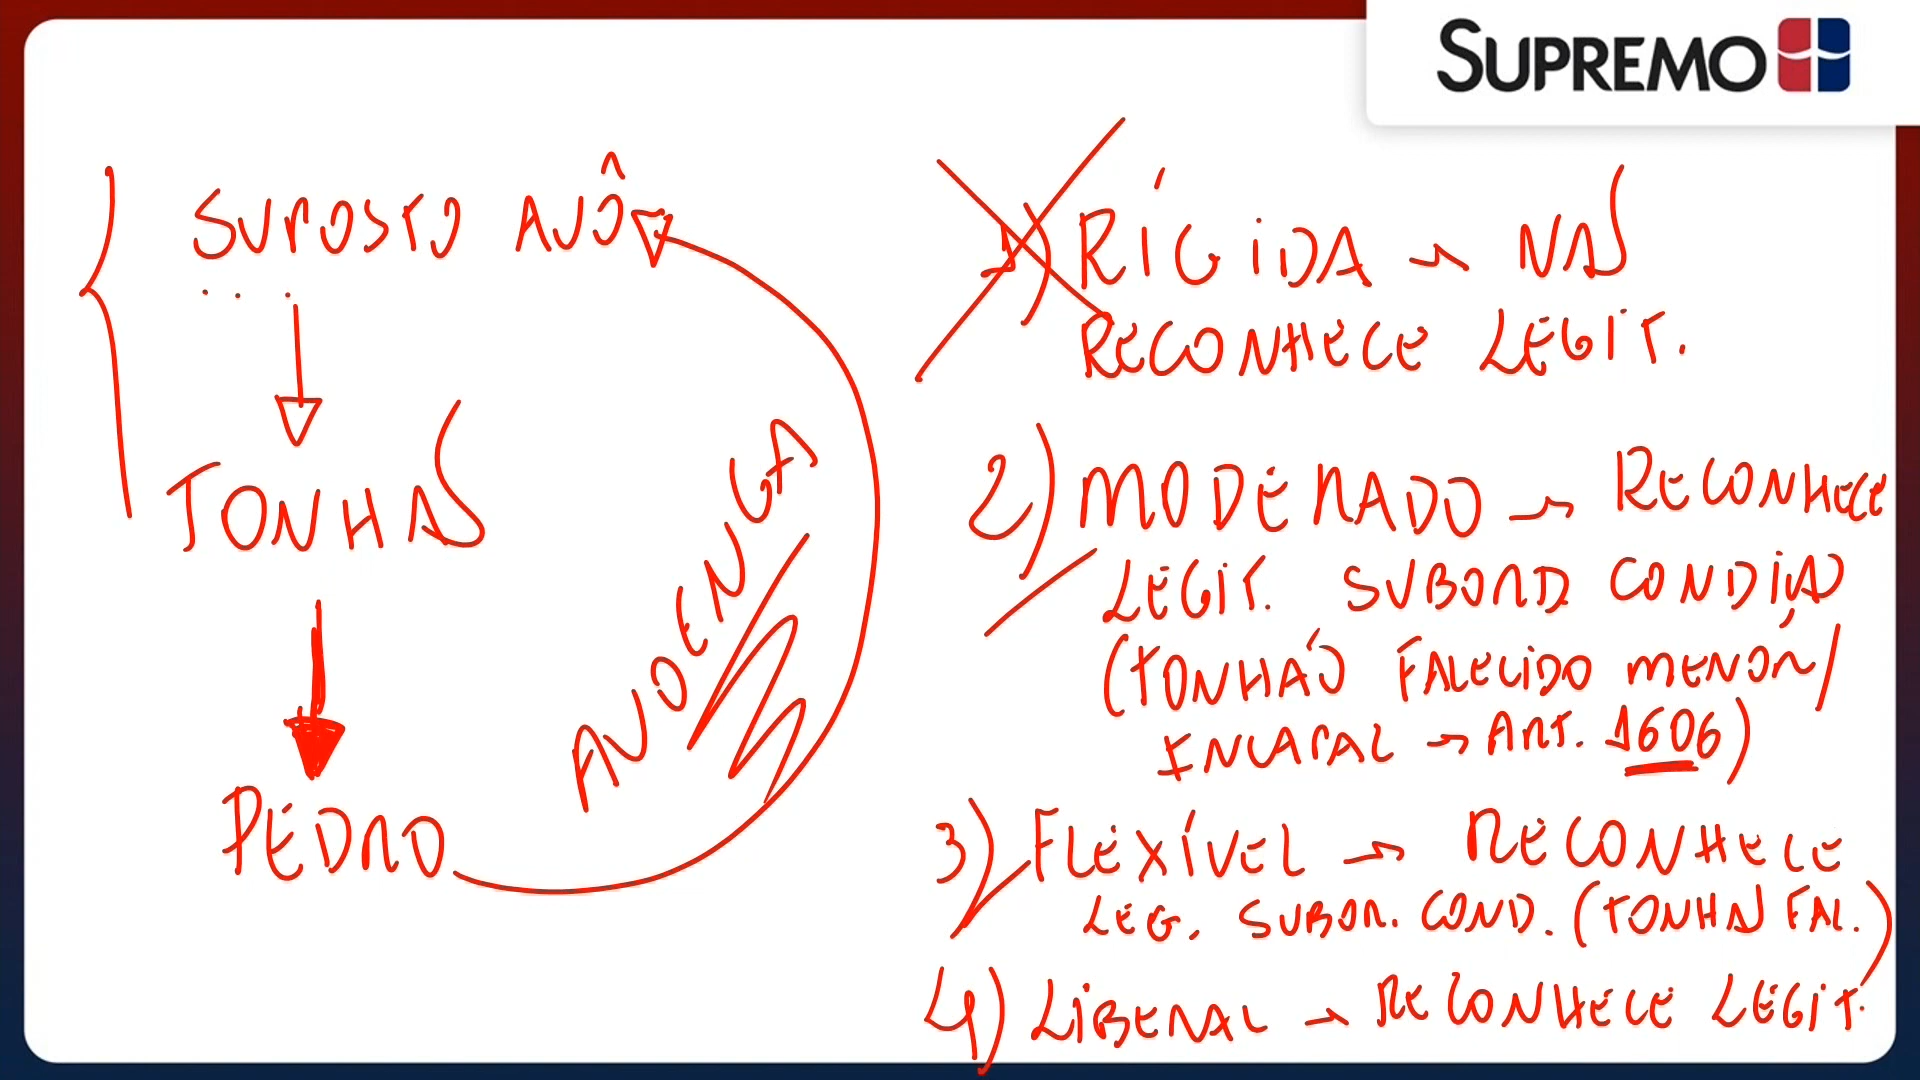 SUPREMO
SUPOSTO AVÔ
TONHÃO
PEDRO
AVOENGA
1) RÍGIDA → NÃO
RECONHECE LEGIT.
2) MODERADO → RECONHECE
LEGIT. SUBORD. CONDIÇÃO
(TONHÃO FALECIDO MENOR/
INCAPAZ → ART. 1606)
3) FLEXÍVEL → RECONHECE
LEG. SUBOR. COND. (TONHÃO FAL.)
4) LIBERAL → RECONHECE LEGIT.